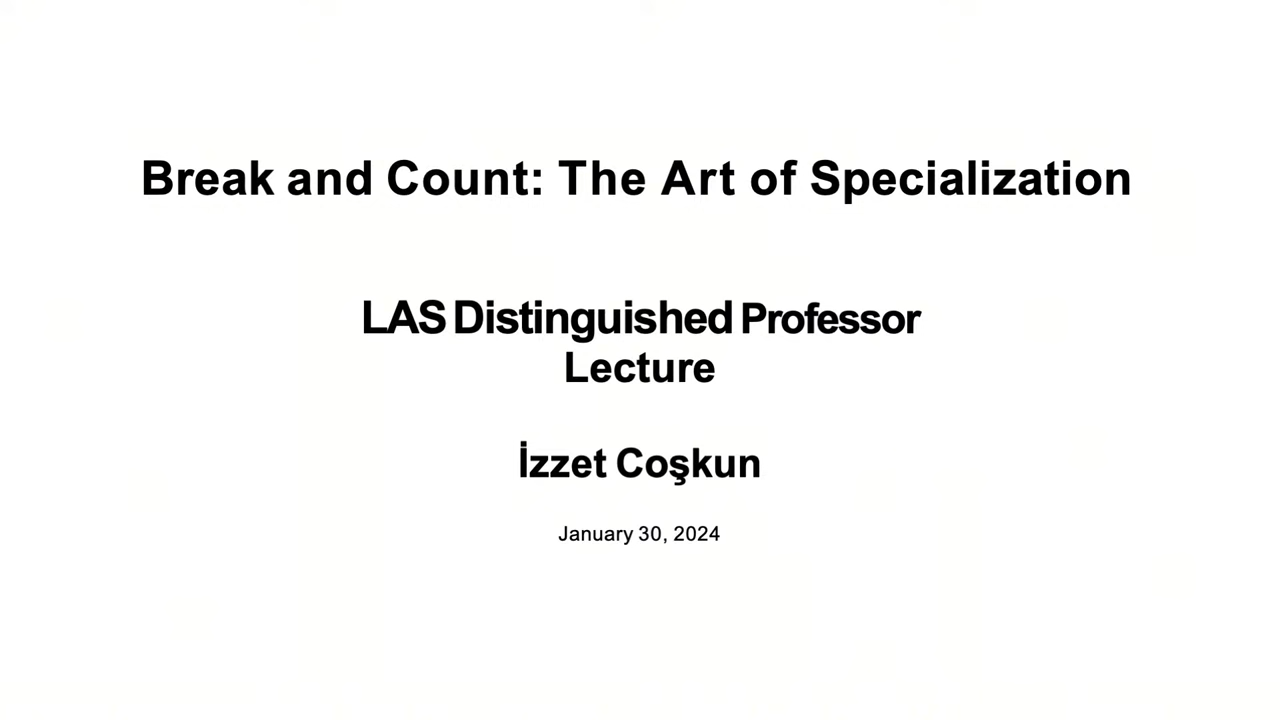 Break and Count: The Art of Specialization
LAS Distinguished Professor
Lecture
İzzet Coşkun
January 30, 2024